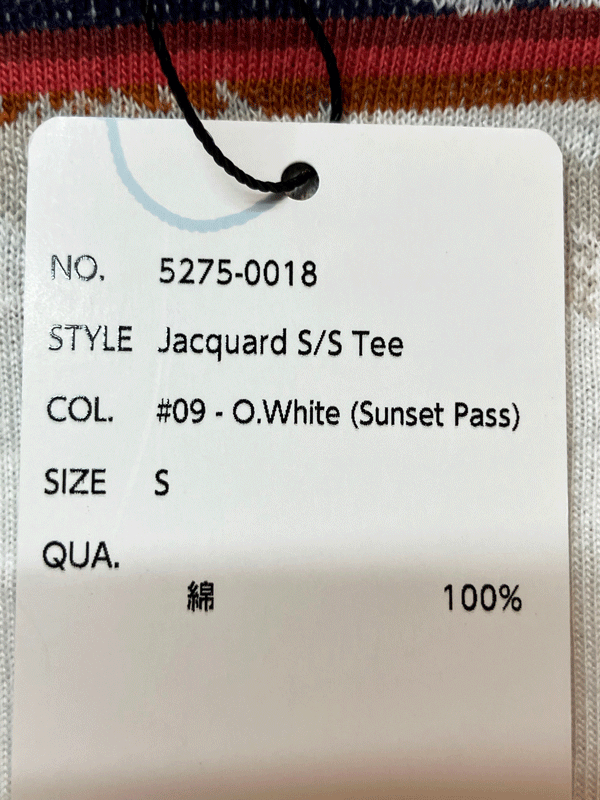 NO. 5275-0018
STYLE Jacquard S/S Tee
COL. #09 - O.White (Sunset Pass)
SIZE S
QUA.
綿 100%